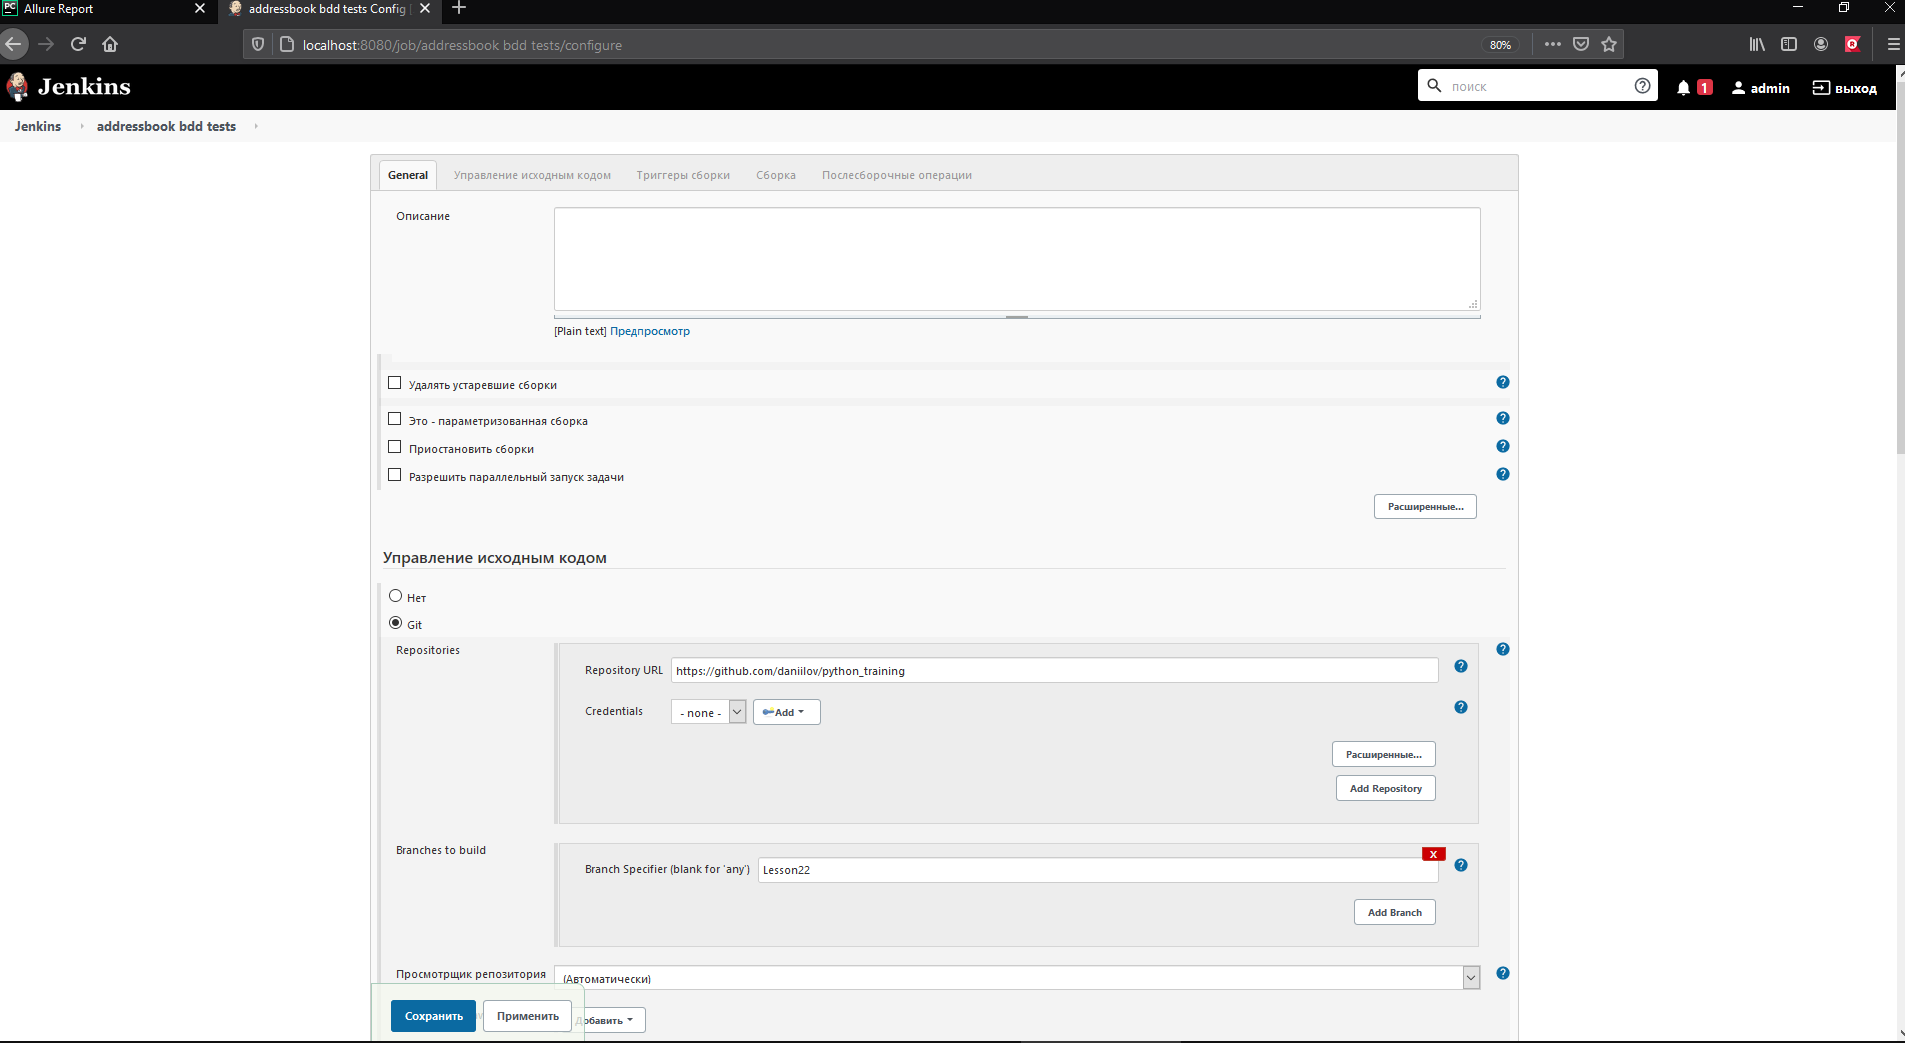 PC Allure Report
addressbook bdd tests Config
localhost:8080/job/addressbook bdd tests/configure
80%
Jenkins
поиск
1
admin
выход
Jenkins
addressbook bdd tests
General
Управление исходным кодом
Триггеры сборки
Сборка
Послесборочные операции
Описание
[Plain text] Предпросмотр
Удалять устаревшие сборки
Это - параметризованная сборка
Приостановить сборки
Разрешить параллельный запуск задачи
Расширенные...
Управление исходным кодом
Нет
Git
Repositories
Repository URL
https://github.com/daniilov/python_training
Credentials
- none -
Add
Расширенные...
Add Repository
Branches to build
X
Branch Specifier (blank for 'any')
Lesson22
Add Branch
Просмотрщик репозитория
(Автоматически)
Сохранить
Применить
Добавить